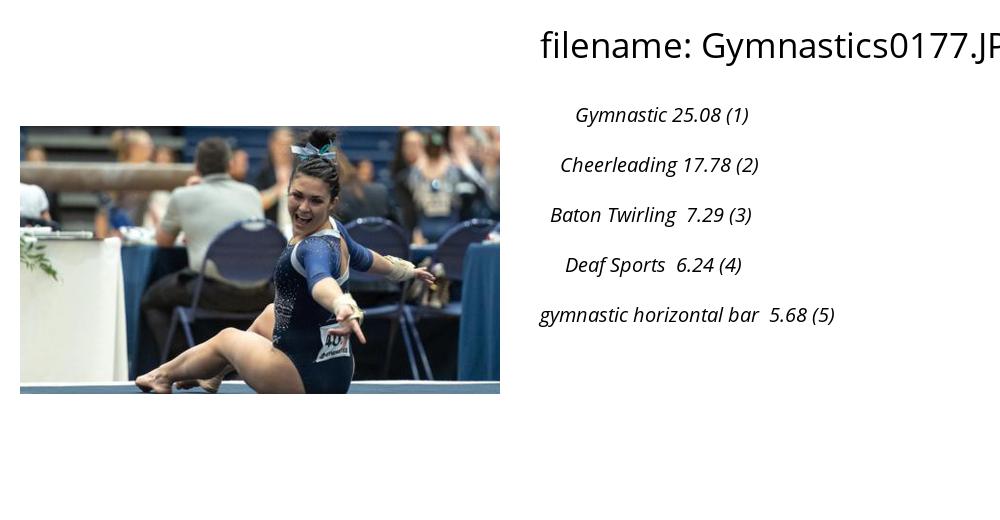 filename: Gymnastics0177.JP
Gymnastic 25.08 (1)
Cheerleading 17.78 (2)
Baton Twirling 7.29 (3)
Deaf Sports 6.24 (4)
gymnastic horizontal bar 5.68 (5)